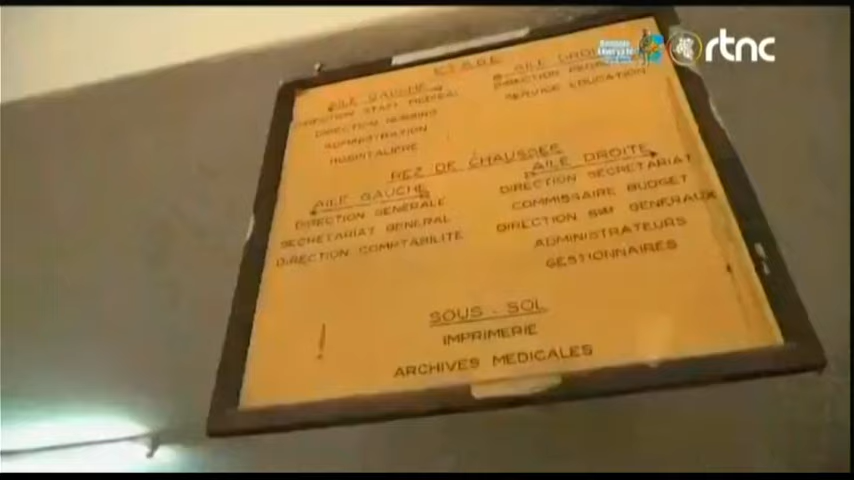 rtnc
ETAGE
AILE GAUCHE
DIRECTION STAFF MEDICAL
DIRECTION NURSING
ADMINISTRATION
HOSPITALIERE
AILE DROITE
DIRECTION
SERVICE EDUCATION
REZ DE CHAUSSEE
AILE GAUCHE
DIRECTION GENERALE
SECRETARIAT GENERAL
DIRECTION COMPTABILITE
AILE DROITE
DIRECTION SECRETARIAT
COMMISSAIRE BUDGET
DIRECTION GENERAUX
ADMINISTRATEURS
GESTIONNAIRES
SOUS - SOL
IMPRIMERIE
ARCHIVES MEDICALES